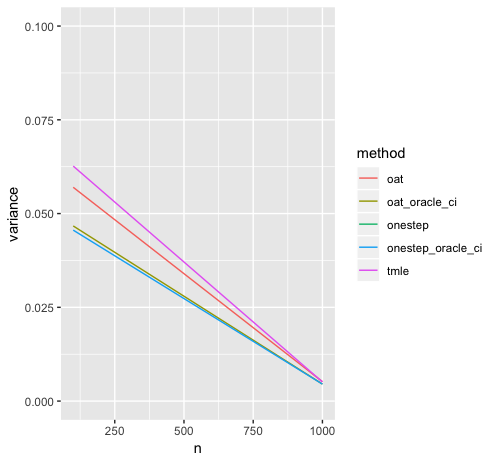 0.100
0.075
0.050
0.025
0.000
variance
250
500
750
1000
n
method
oat
oat_oracle_ci
onestep
onestep_oracle_ci
tmle